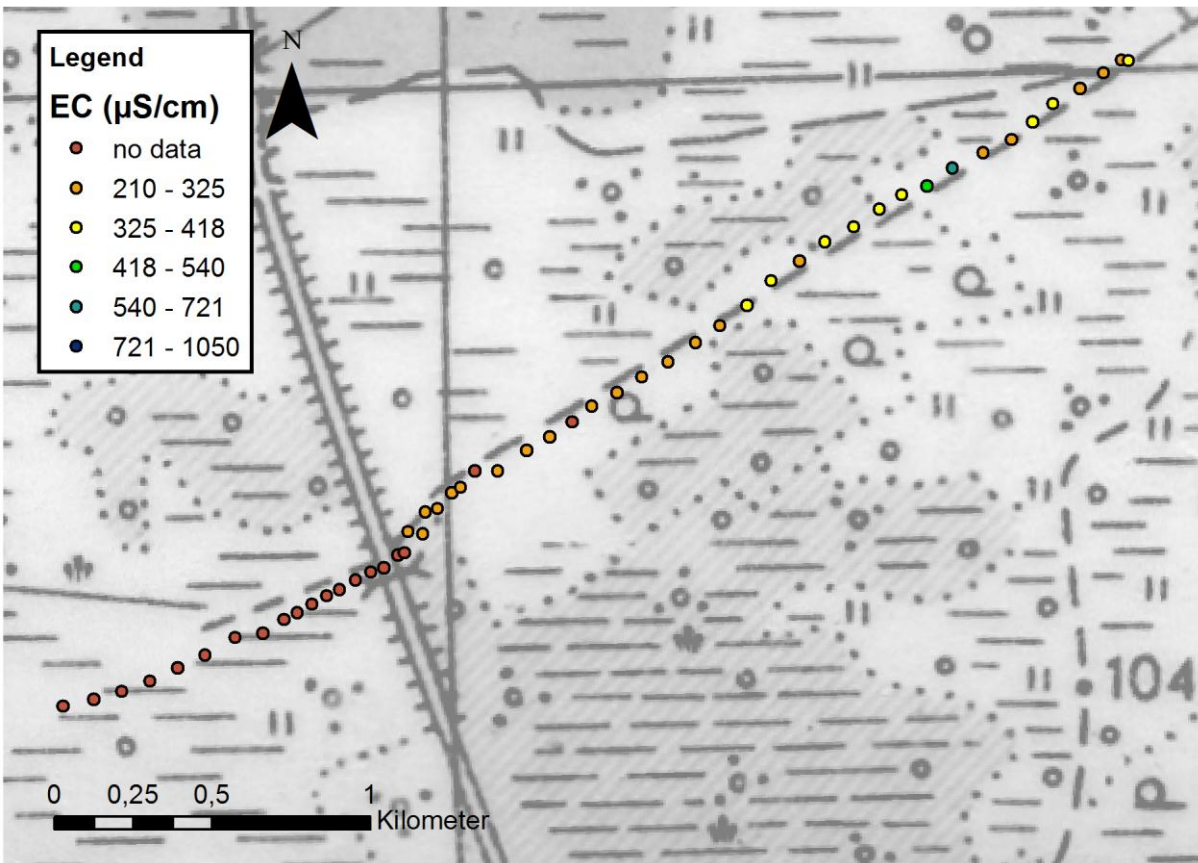 Legend
EC (µS/cm)
no data
210 - 325
325 - 418
418 - 540
540 - 721
721 - 1050
N
0 0,25 0,5 1
Kilometer
104